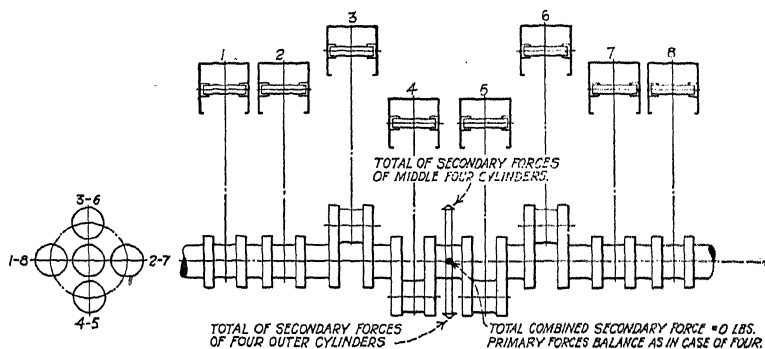 1 2 3 4 5 6 7 8
TOTAL OF SECONDARY FORCES
OF MIDDLE FOUR CYLINDERS.
3-6
1-8
2-7
4-5
TOTAL OF SECONDARY FORCES
OF FOUR OUTER CYLINDERS
TOTAL COMBINED SECONDARY FORCE = 0 LBS.
PRIMARY FORCES BALANCE AS IN CASE OF FOUR.